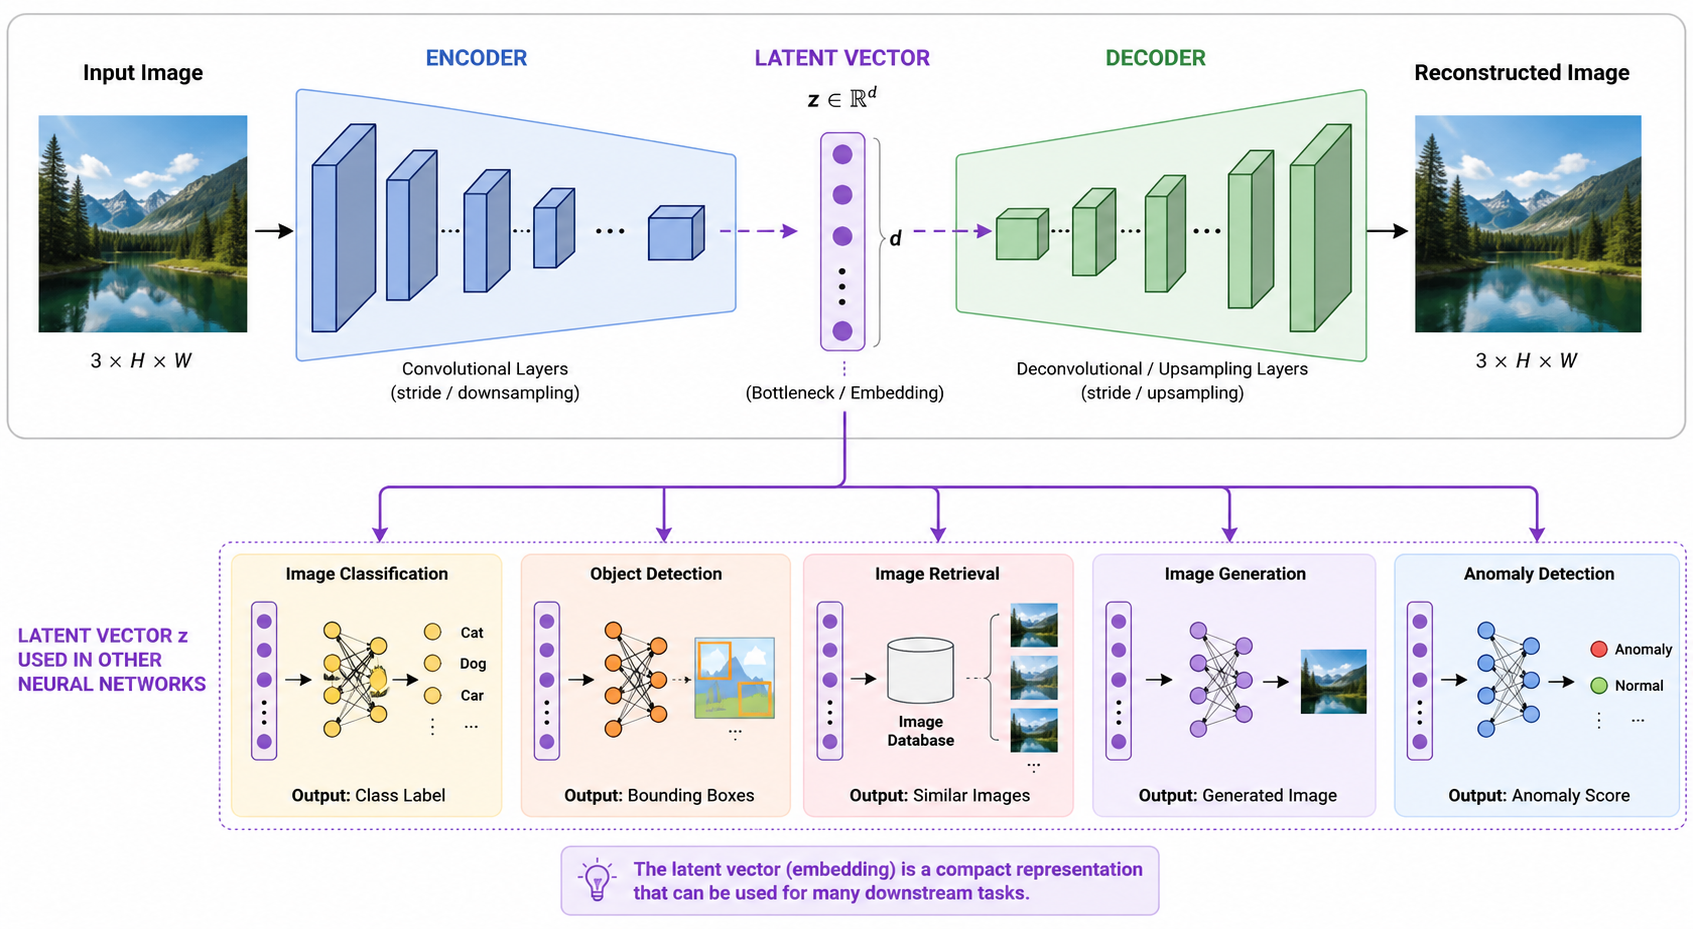 Input Image
ENCODER
LATENT VECTOR
z ∈ ℝᵈ
DECODER
Reconstructed Image
d
3 × H × W
Convolutional Layers
(stride / downsampling)
(Bottleneck / Embedding)
Deconvolutional / Upsampling Layers
(stride / upsampling)
3 × H × W
LATENT VECTOR z
USED IN OTHER
NEURAL NETWORKS
Image Classification
Cat
Dog
Car
...
Output: Class Label
Object Detection
...
Output: Bounding Boxes
Image Retrieval
Image
Database
...
Output: Similar Images
Image Generation
Output: Generated Image
Anomaly Detection
Anomaly
Normal
...
Output: Anomaly Score
The latent vector (embedding) is a compact representation
that can be used for many downstream tasks.